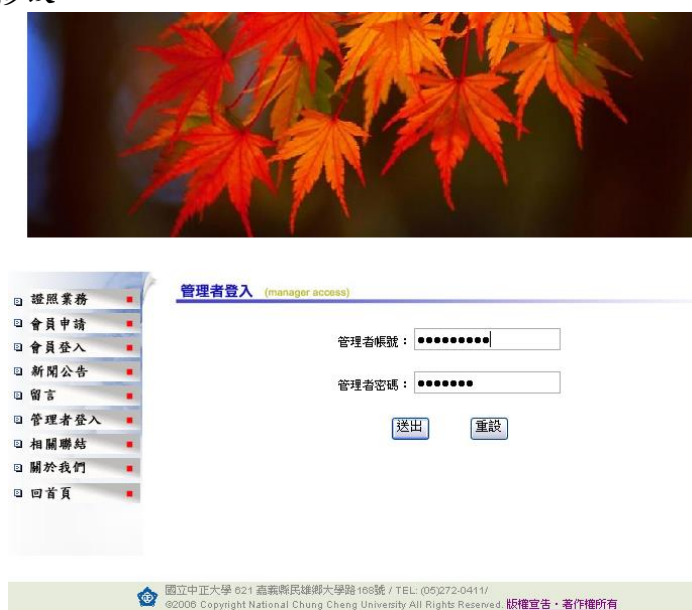 管理者登入 (manager access)
證照業務
會員申請
會員登入
新聞公告
留言
管理者登入
相關聯結
關於我們
回首頁
管理者帳號：●●●●●●●●●
管理者密碼：●●●●●●●
送出 重設
國立中正大學 621 嘉義縣民雄鄉大學路168號 / TEL: (05)272-0411/
©2006 Copyright National Chung Cheng University All Rights Reserved. 版權宣告・著作權所有